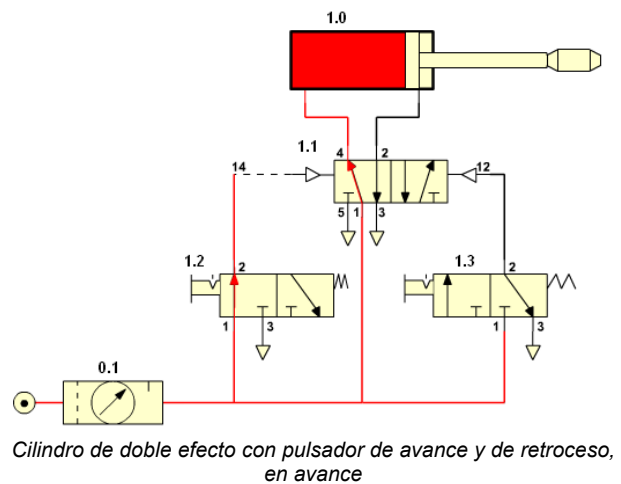 1.0
1.1
4 2
14 12
5 1 3
1.2 1.3
2 2
1 3 1 3
0.1
Cilindro de doble efecto con pulsador de avance y de retroceso,
en avance